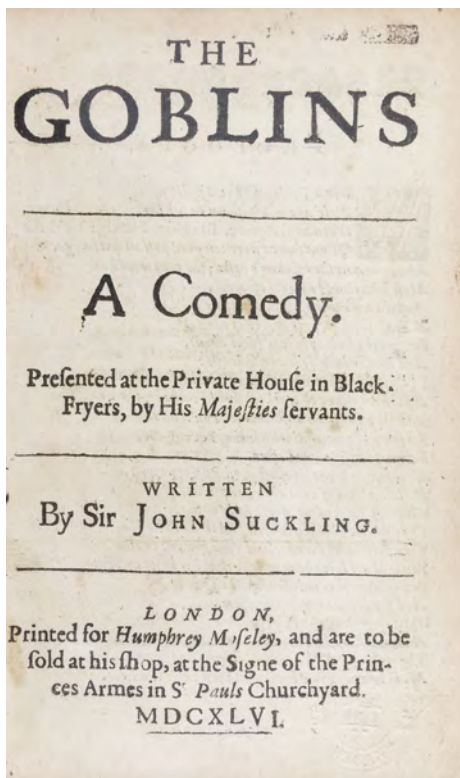 THE
GOBLINS
A Comedy.
Preſented at the Private Houſe in Black-
Fryers, by His Majeſties ſervants.
WRITTEN
By Sir JOHN SUCKLING.
LONDON,
Printed for Humphrey Moſeley, and are to be
ſold at his ſhop, at the Signe of the Prin-
ces Armes in St Pauls Churchyard.
MDCXLVI.